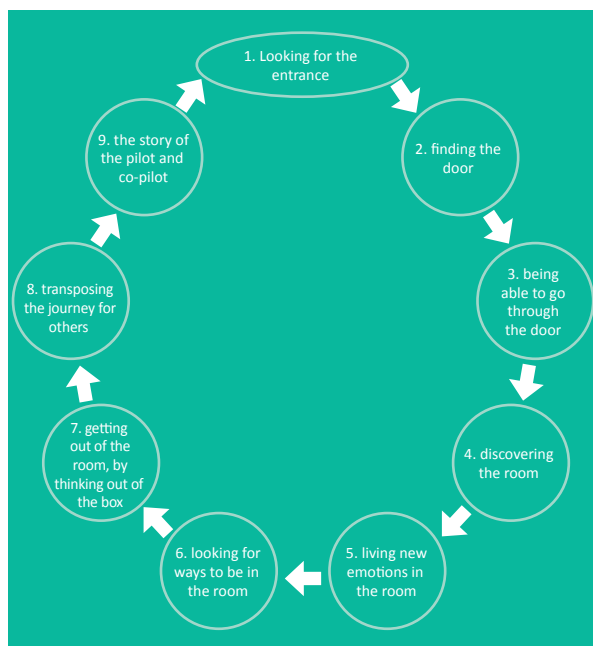 1. Looking for the
entrance
2. finding the
door
3. being
able to go
through
the door
4. discovering
the room
5. living new
emotions in
the room
6. looking for
ways to be in
the room
7. getting
out of the
room, by
thinking out of
the box
8. transposing
the journey for
others
9. the story of
the pilot and
co-pilot